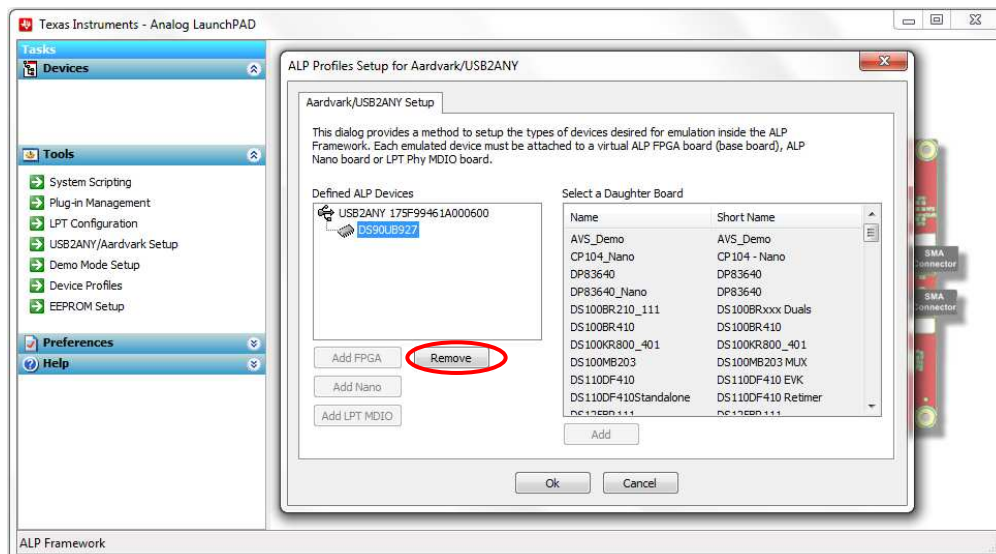 Texas Instruments - Analog LaunchPAD
Tasks
Devices
Tools
System Scripting
Plug-in Management
LPT Configuration
USB2ANY/Aardvark Setup
Demo Mode Setup
Device Profiles
EEPROM Setup
Preferences
Help
ALP Profiles Setup for Aardvark/USB2ANY
Aardvark/USB2ANY Setup
This dialog provides a method to setup the types of devices desired for emulation inside the ALP
Framework. Each emulated device must be attached to a virtual ALP FPGA board (base board), ALP
Nano board or LPT Phy MDIO board.
Defined ALP Devices
USB2ANY 175F99461A000600
DS90UB927
Add FPGA
Remove
Add Nano
Add LPT MDIO
Select a Daughter Board
Name Short Name
AVS_Demo AVS_Demo
CP104_Nano CP104 - Nano
DP83640 DP83640
DP83640_Nano DP83640
DS100BR210_111 DS100BRxxx Duals
DS100BR410 DS100BR410
DS100KR800_401 DS100KR800_401
DS100MB203 DS100MB203 MUX
DS110DF410 DS110DF410 EVK
DS110DF410Standalone DS110DF410 Retimer
Add
Ok
Cancel
SMA
Connector
SMA
Connector
ALP Framework